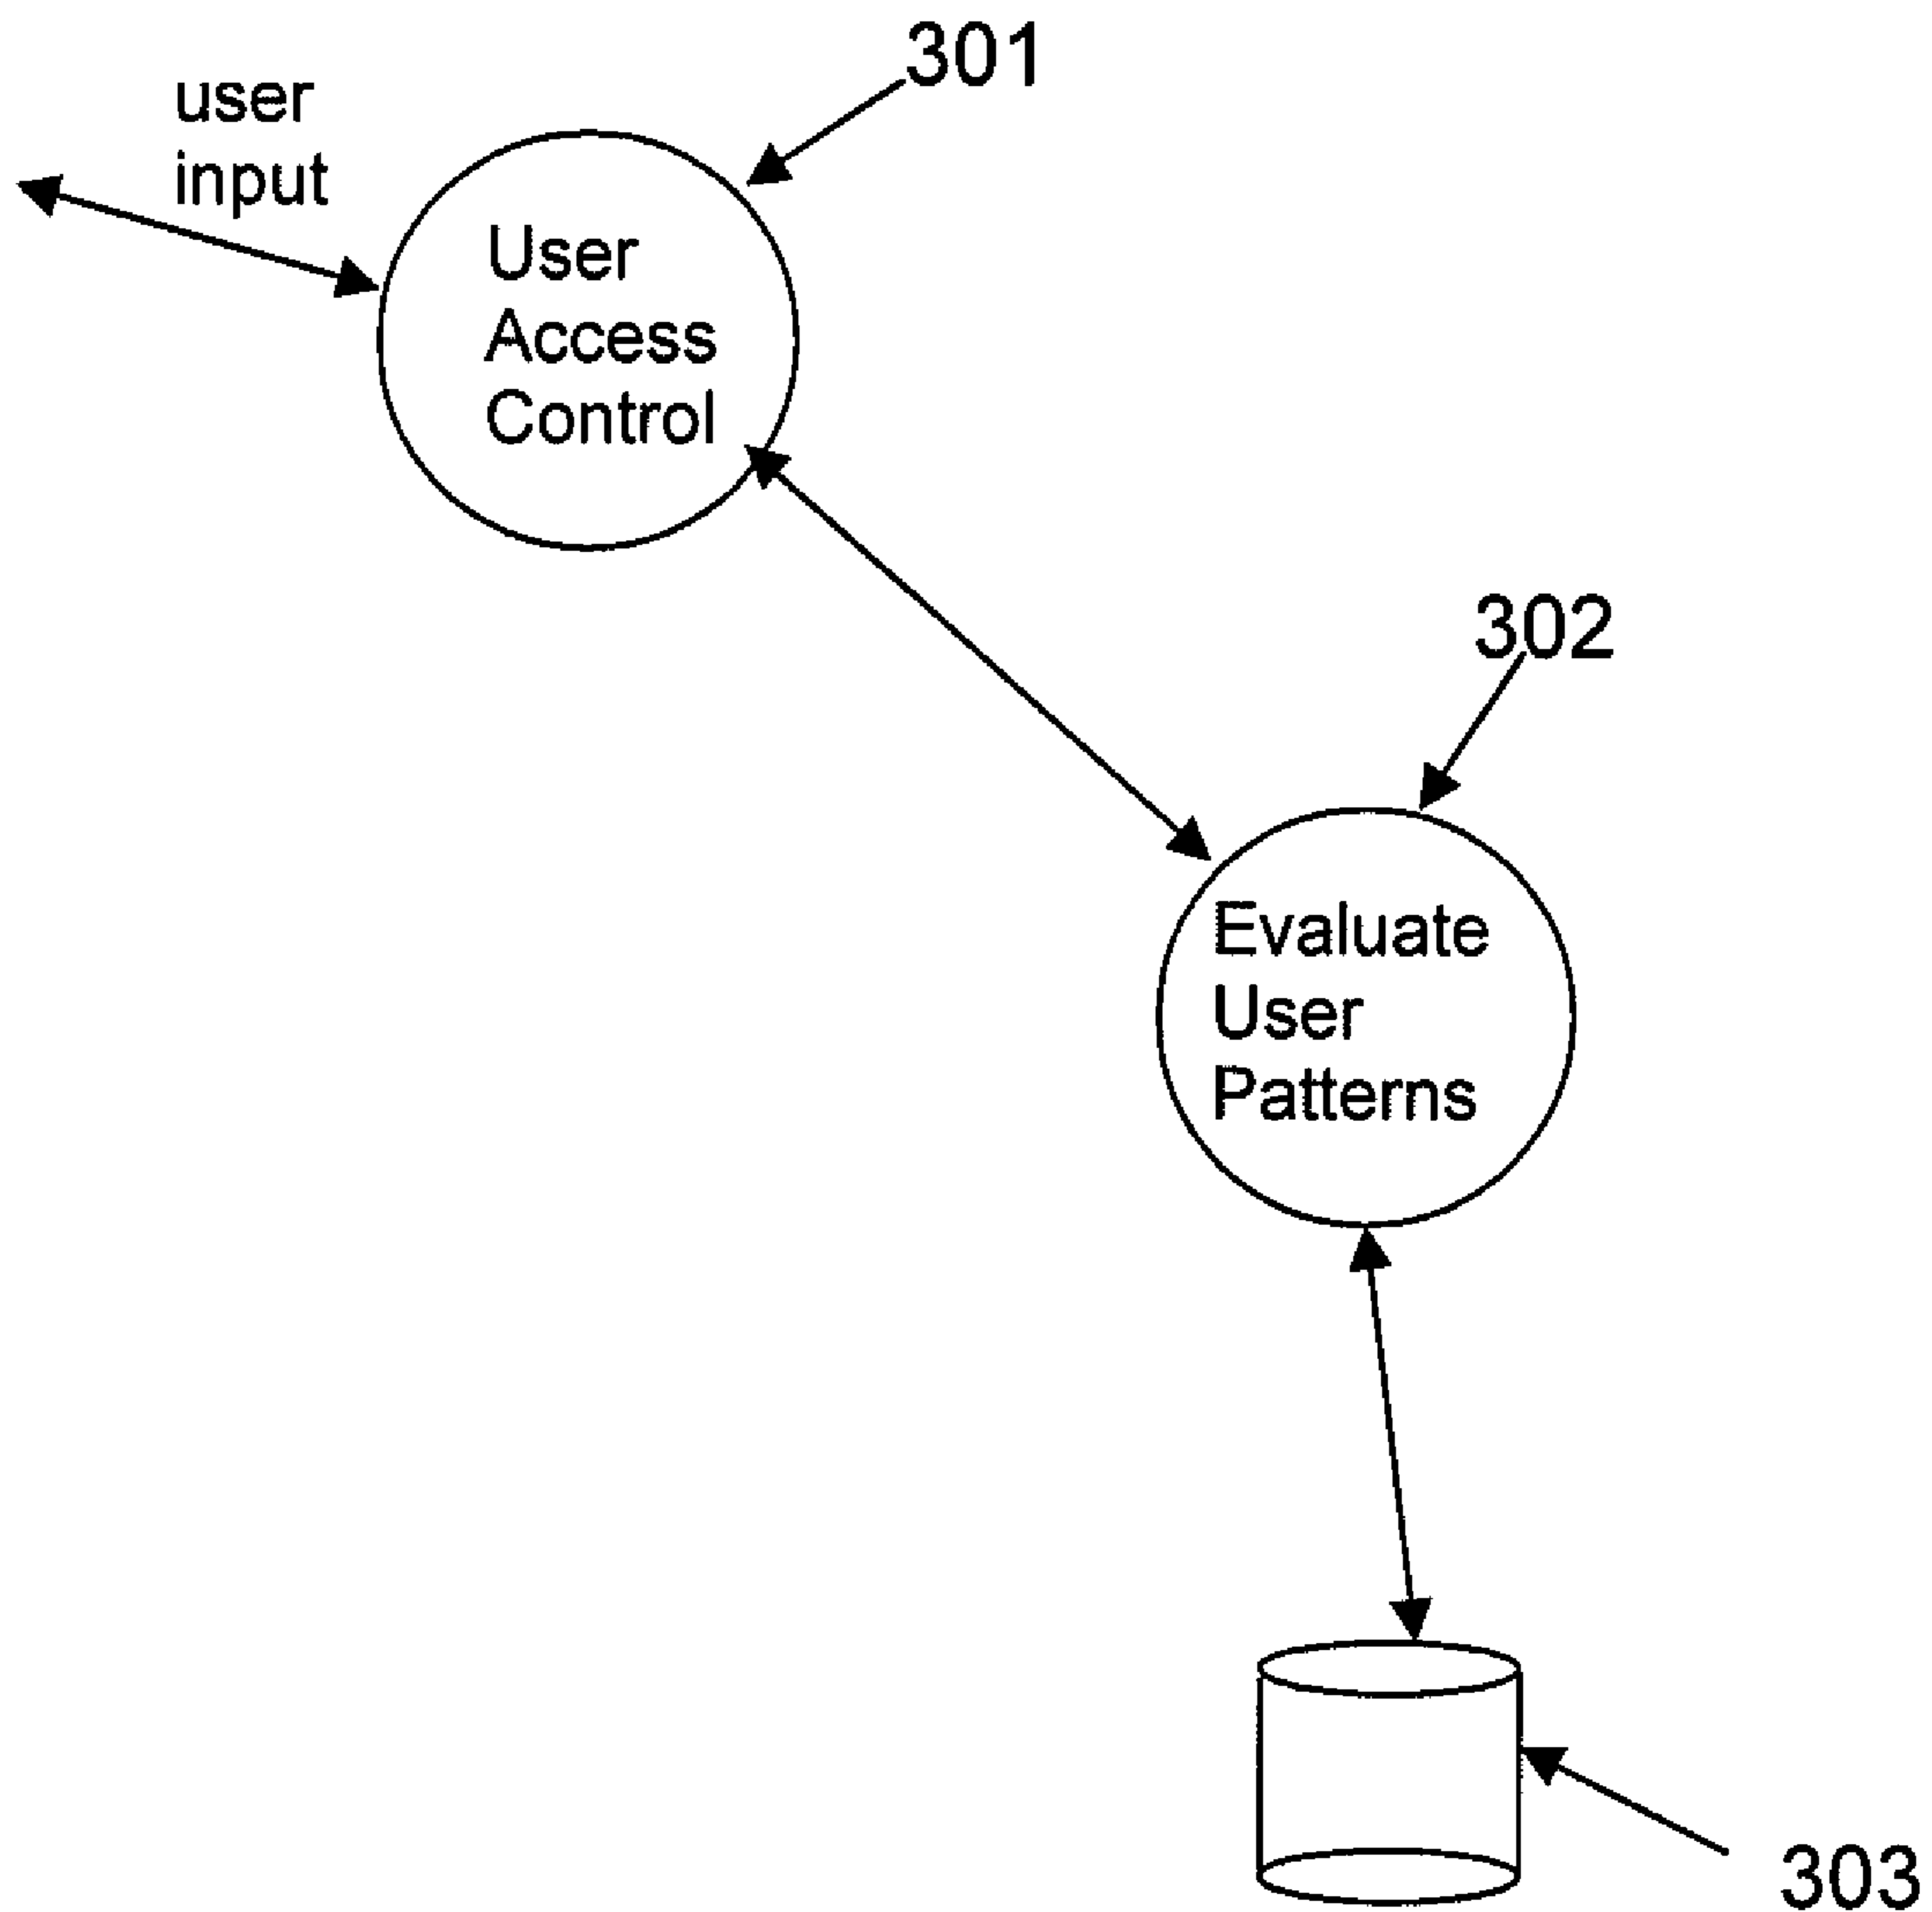 301
user
input
User
Access
Control
302
Evaluate
User
Patterns
303